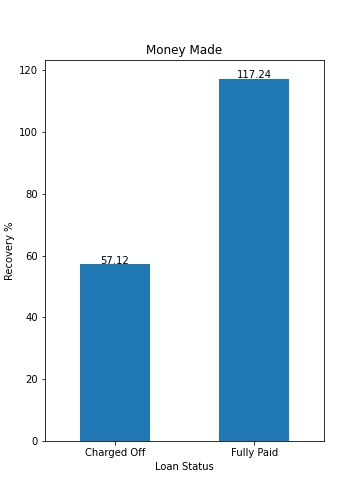 Money Made
120
100
80
60
40
20
0
Recovery %
57.12
117.24
Charged Off
Fully Paid
Loan Status